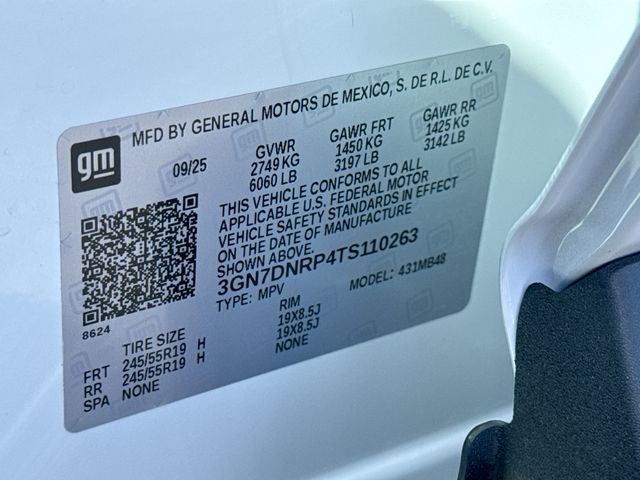 MFD BY GENERAL MOTORS DE MEXICO, S. DE R.L. DE C.V.
gm
09/25 GVWR GAWR FRT GAWR RR
2749 KG 1450 KG 1425 KG
6060 LB 3197 LB 3142 LB
THIS VEHICLE CONFORMS TO ALL
APPLICABLE U.S. FEDERAL MOTOR
VEHICLE SAFETY STANDARDS IN EFFECT
ON THE DATE OF MANUFACTURE
SHOWN ABOVE.
3GN7DNRP4TS110263
TYPE: MPV MODEL: 431MB48
8624
TIRE SIZE RIM
FRT 245/55R19 H 19X8.5J
RR 245/55R19 H 19X8.5J
SPA NONE NONE